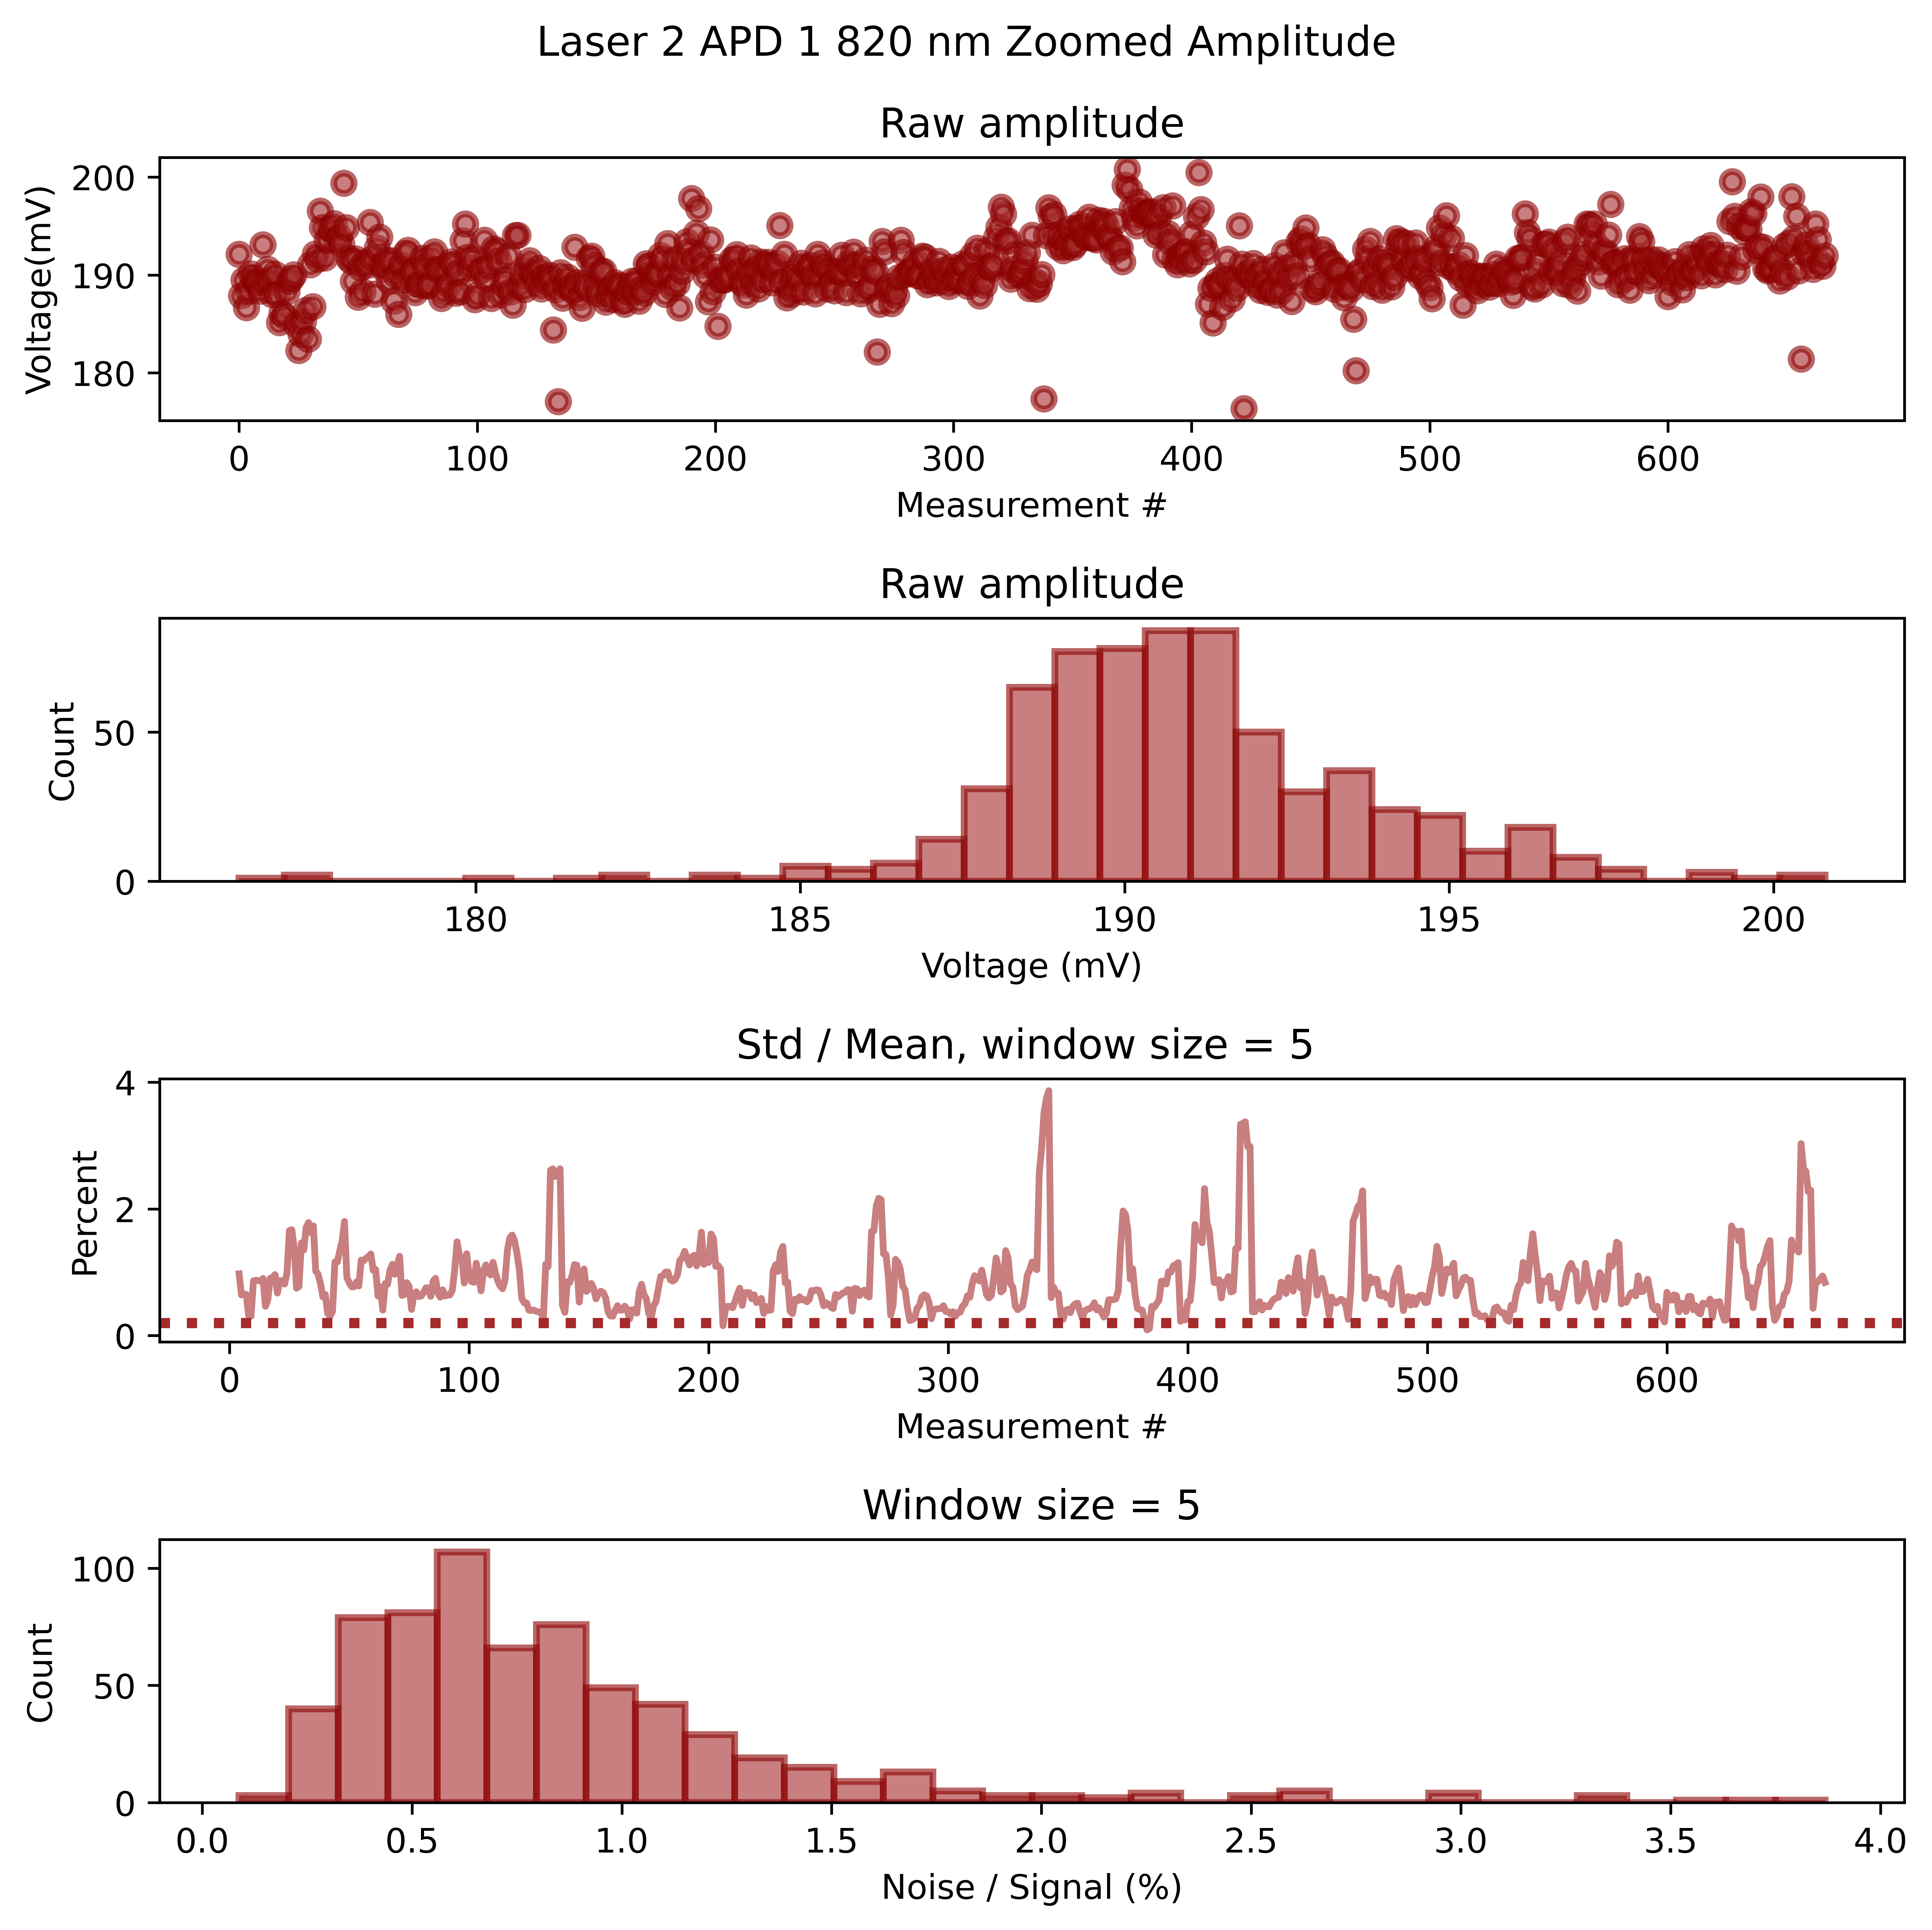 Laser 2 APD 1 820 nm Zoomed Amplitude
Raw amplitude
Voltage(mV)
200
190
180
0 100 200 300 400 500 600
Measurement #
Raw amplitude
Count
50
0
180 185 190 195 200
Voltage (mV)
Std / Mean, window size = 5
Percent
4
2
0
0 100 200 300 400 500 600
Measurement #
Window size = 5
Count
100
50
0
0.0 0.5 1.0 1.5 2.0 2.5 3.0 3.5 4.0
Noise / Signal (%)